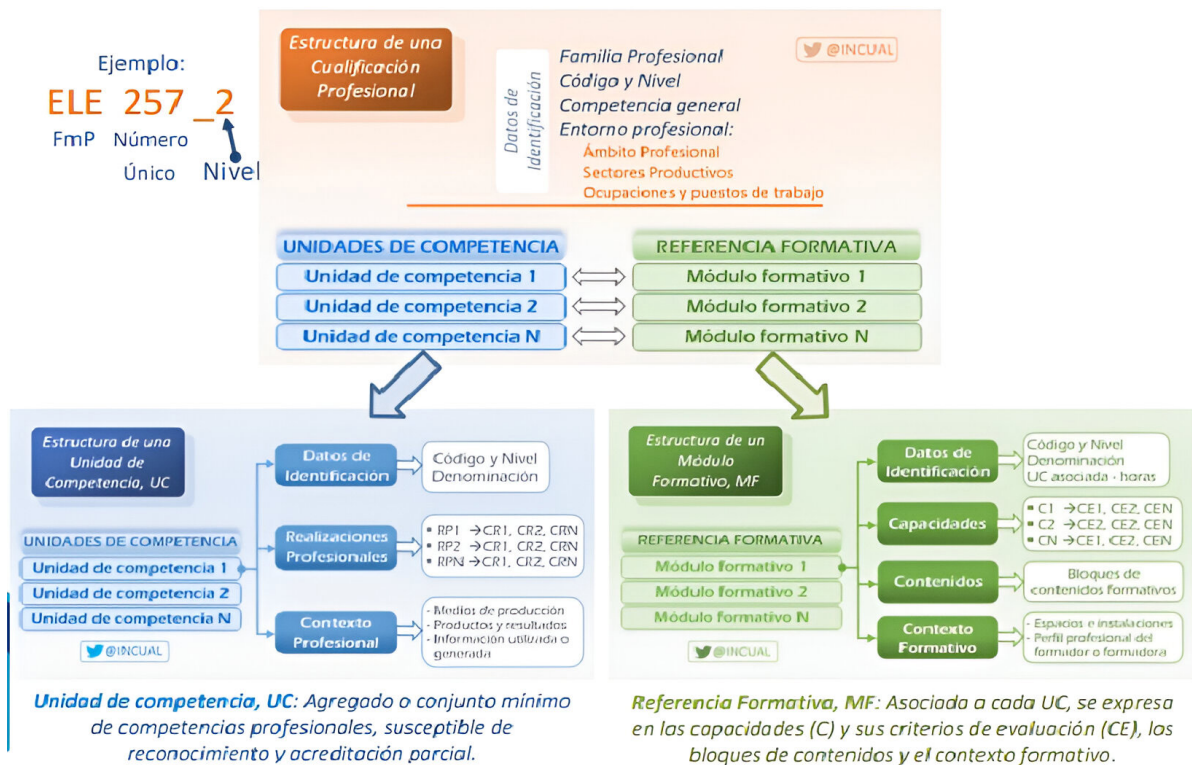 Ejemplo:
ELE 257 _2
FmP Número
Único Nivel
Estructura de una
Cualificación
Profesional
Datos de
Identificación
Familia Profesional
Código y Nivel
Competencia general
Entorno profesional:
Ámbito Profesional
Sectores Productivos
Ocupaciones y puestos de trabajo
@INCUAL
UNIDADES DE COMPETENCIA
Unidad de competencia 1
Unidad de competencia 2
Unidad de competencia N
REFERENCIA FORMATIVA
Módulo formativo 1
Módulo formativo 2
Módulo formativo N
Estructura de una
Unidad de
Competencia, UC
UNIDADES DE COMPETENCIA
Unidad de competencia 1
Unidad de competencia 2
Unidad de competencia N
@INCUAL
Datos de
Identificación
Código y Nivel
Denominación
Realizaciones
Profesionales
▪ RP1 →CR1, CR2, CRN
▪ RP2 →CR1, CR2, CRN
▪ RPN →CR1, CR2, CRN
Contexto
Profesional
- Medios de producción
- Productos y resultados
- Información utilizada o
generada
Unidad de competencia, UC: Agregado o conjunto mínimo
de competencias profesionales, susceptible de
reconocimiento y acreditación parcial.
Estructura de un
Módulo
Formativo, MF
REFERENCIA FORMATIVA
Módulo formativo 1
Módulo formativo 2
Módulo formativo N
@INCUAL
Datos de
Identificación
Código y Nivel
Denominación
UC asociada - horas
Capacidades
▪ C1 →CE1, CE2, CEN
▪ C2 →CE2, CE2, CEN
▪ CN →CE1, CE2, CEN
Contenidos
Bloques de
contenidos formativos
Contexto
Formativo
- Espacios e instalaciones
- Perfil profesional del
formador o formadora
Referencia Formativa, MF: Asociada a cada UC, se expresa
en las capacidades (C) y sus criterios de evaluación (CE), los
bloques de contenidos y el contexto formativo.